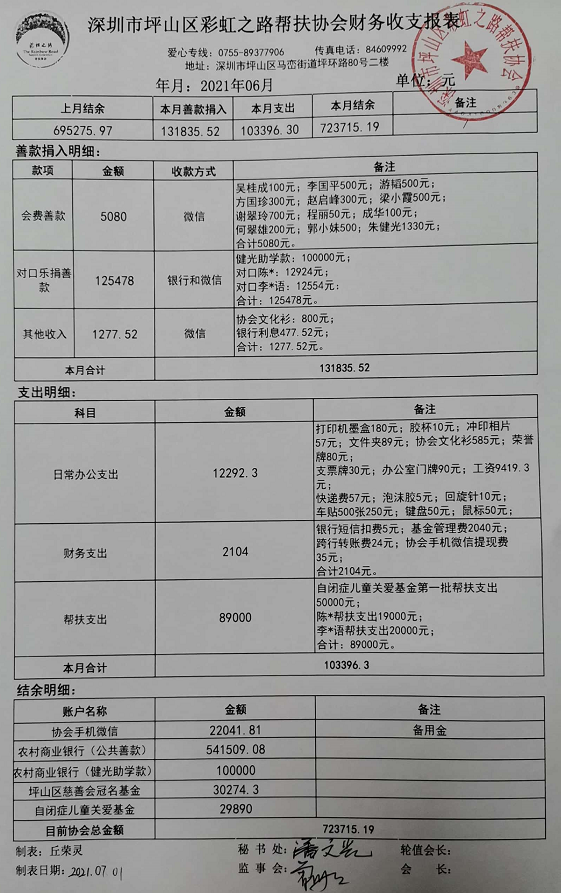 深圳市坪山区彩虹之路帮扶协会财务收支报表
爱心专线：0755-89377906 传真电话：84609992
地址：深圳市坪山区马峦街道坪环路80号二楼
年月：2021年06月 单位：元
上月结余 本月善款捐入 本月支出 本月结余 备注
695275.97 131835.52 103396.30 723715.19
善款捐入明细：
款项 金额 收款方式 备注
会费善款 5080 微信
吴桂成100元；李国平500元；游韬500元；
方国珍300元；赵启峰300元；梁小霞500元；
谢翠玲700元；程丽50元；成华100元；
何翠雄200元；郭小妹500；朱健光1330元；
合计5080元。
对口乐捐善款 125478 银行和微信
健光助学款：100000元；
对口陈*：12924元；
对口李*语：12554元；
合计：125478元。
其他收入 1277.52 微信
协会文化衫：800元；
银行利息477.52元；
合计：1277.52元。
本月合计 131835.52
支出明细：
科目 金额 备注
日常办公支出 12292.3
打印机墨盒180元；胶杯10元；冲印相片
57元；文件夹89元；协会文化衫585元；荣誉
牌80元；
支票牌30元；办公室门牌90元；工资9419.3
元；
快递费57元；泡沫胶5元；回旋针10元；
车贴500张250元；键盘50元；鼠标50元；
财务支出 2104
银行短信扣费5元；基金管理费2040元；
跨行转账费24元；协会手机微信提现费
35元；
合计2104元。
帮扶支出 89000
自闭症儿童关爱基金第一批帮扶支出
50000元；
陈*帮扶支出19000元；
李*语帮扶支出20000元；
合计：89000元。
本月合计 103396.3
结余明细：
账户名称 金额 备注
协会手机微信 22041.81 备用金
农村商业银行（公共善款） 541509.08
农村商业银行（健光助学款） 100000
坪山区慈善会冠名基金 30274.3
自闭症儿童关爱基金 29890
目前协会总金额 723715.19
制表：丘荣灵 秘书处： 轮值会长：
制表日期：2021.07.01 监事会： 会长：